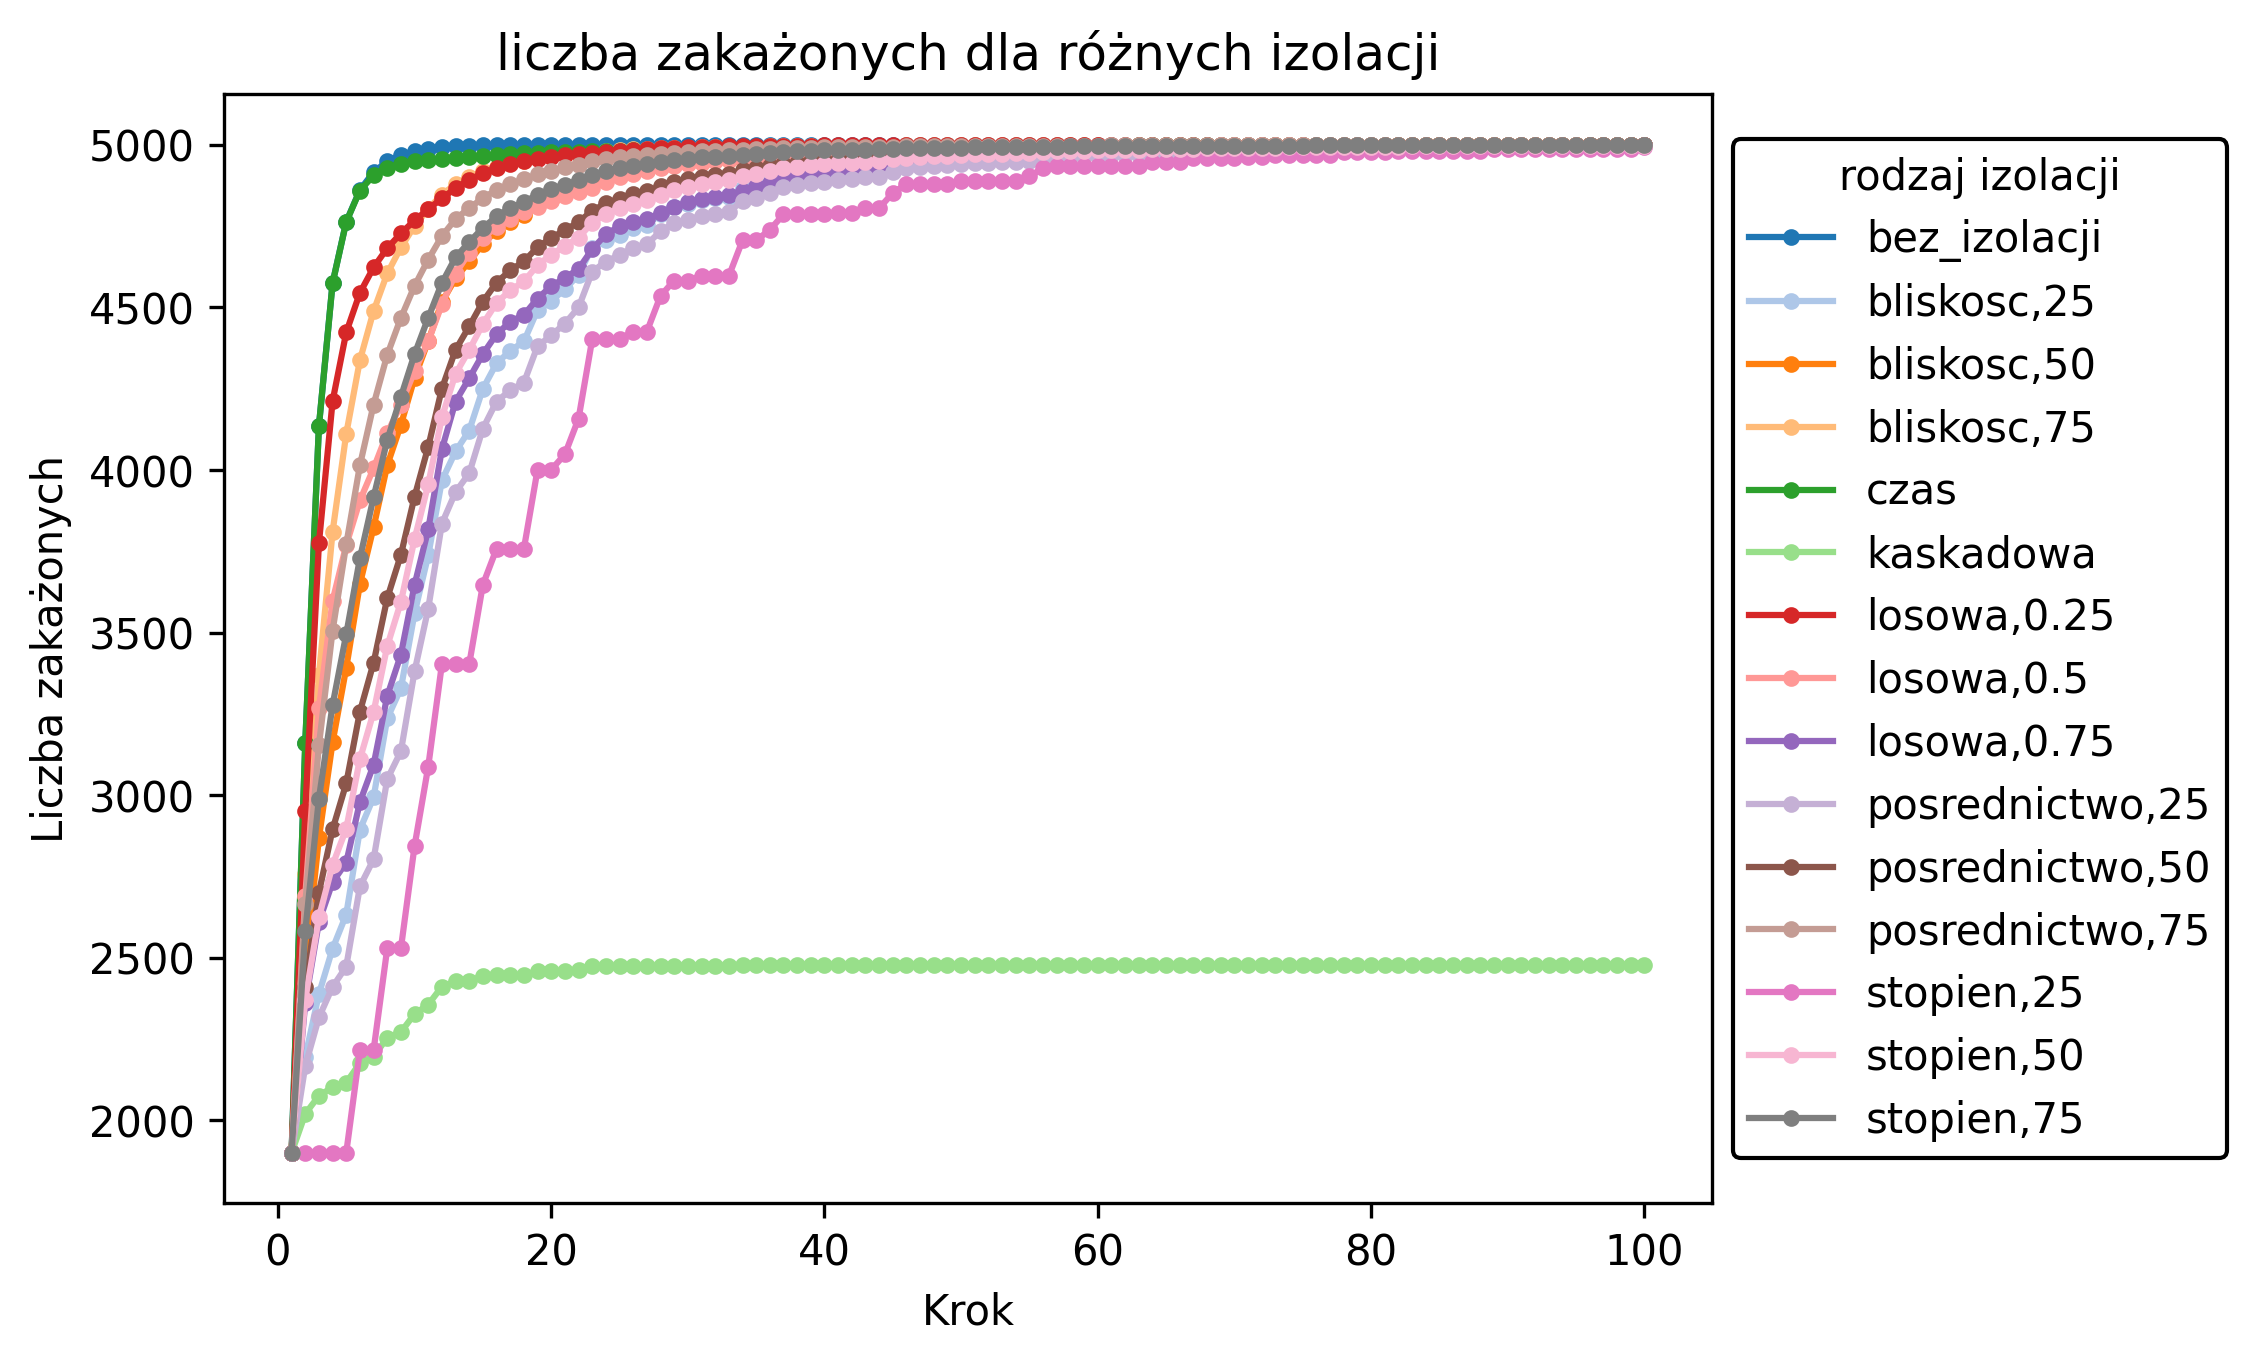 liczba zakażonych dla różnych izolacji
Liczba zakażonych
5000
4500
4000
3500
3000
2500
2000
0
20
40
60
80
100
Krok
rodzaj izolacji
bez_izolacji
bliskosc,25
bliskosc,50
bliskosc,75
czas
kaskadowa
losowa,0.25
losowa,0.5
losowa,0.75
posrednictwo,25
posrednictwo,50
posrednictwo,75
stopien,25
stopien,50
stopien,75